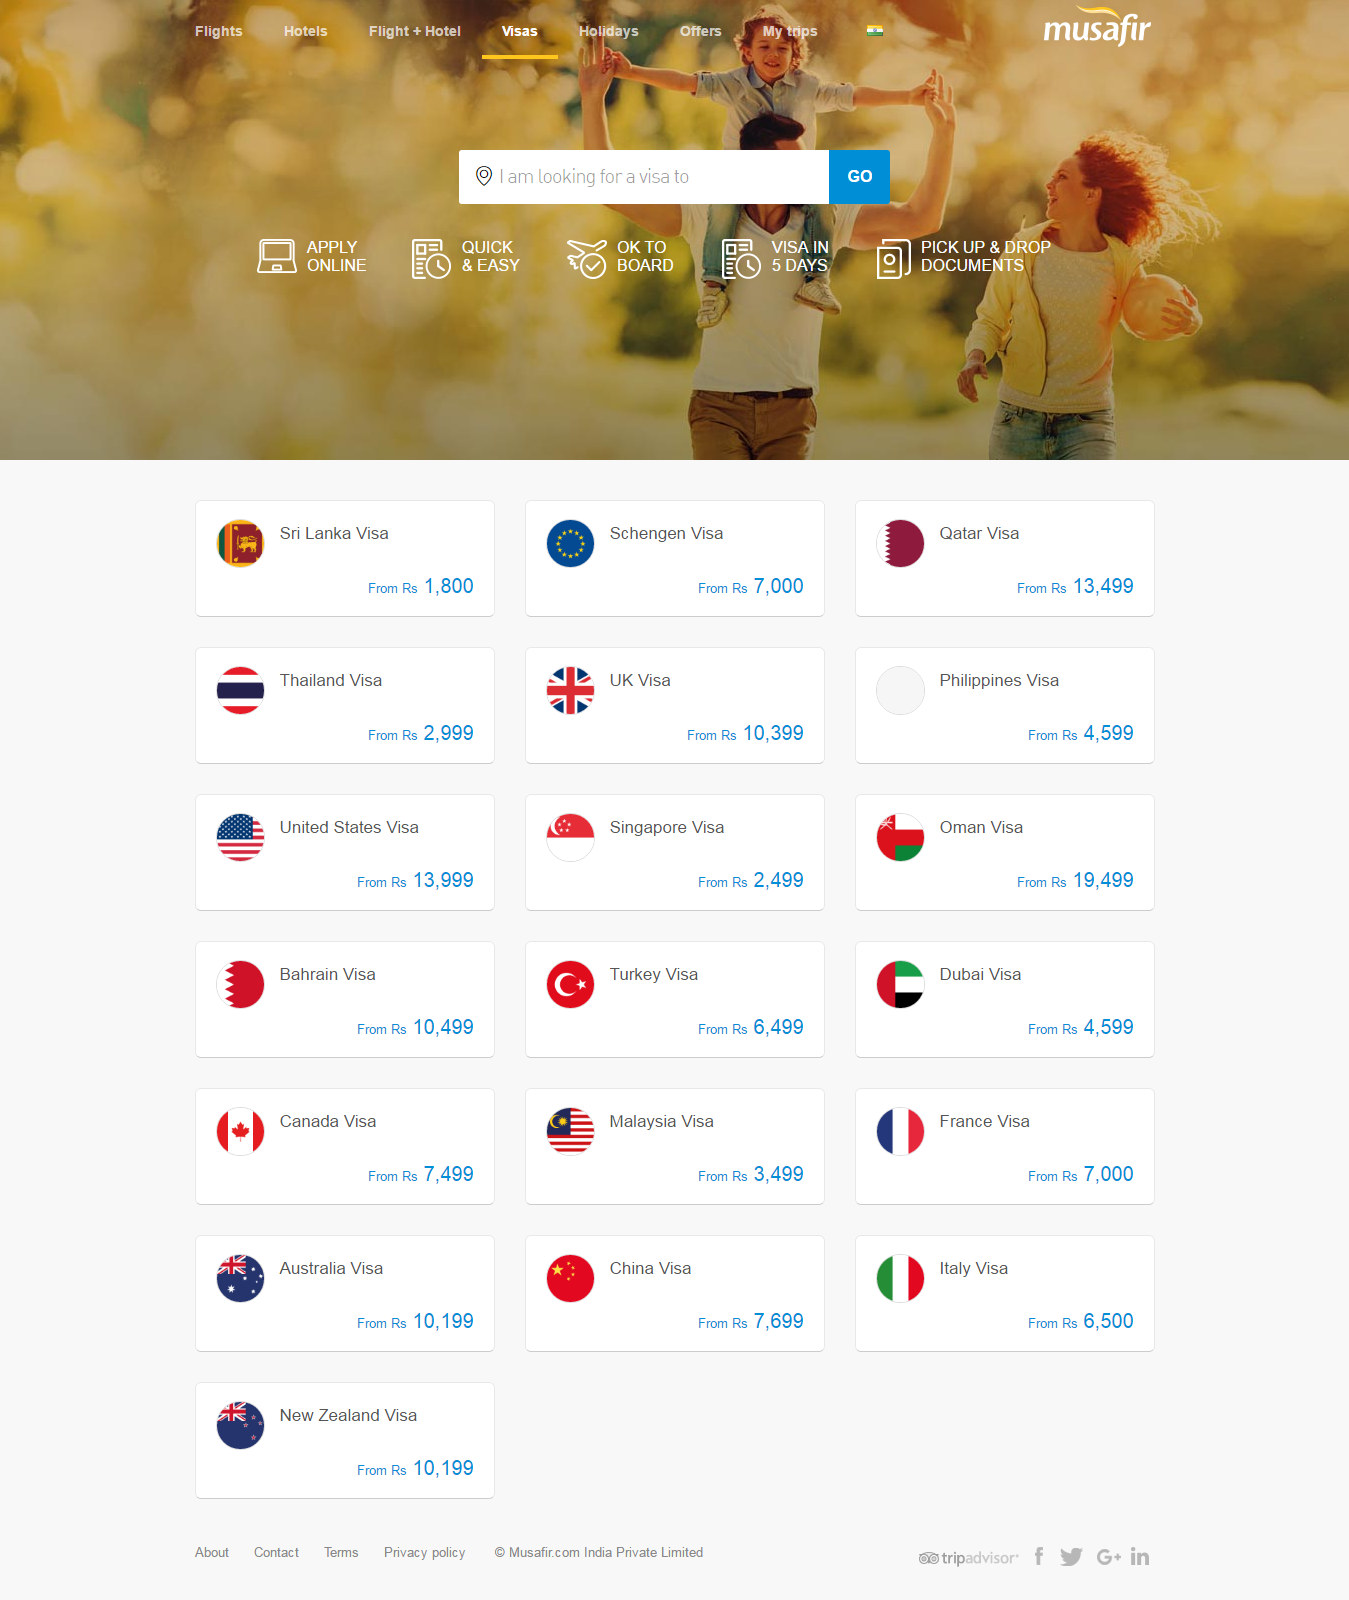 Flights Hotels Flight + Hotel Visas Holidays Offers My trips musafir
I am looking for a visa to GO
APPLY ONLINE
QUICK & EASY
OK TO BOARD
VISA IN 5 DAYS
PICK UP & DROP DOCUMENTS
Sri Lanka Visa
From Rs 1,800
Schengen Visa
From Rs 7,000
Qatar Visa
From Rs 13,499
Thailand Visa
From Rs 2,999
UK Visa
From Rs 10,399
Philippines Visa
From Rs 4,599
United States Visa
From Rs 13,999
Singapore Visa
From Rs 2,499
Oman Visa
From Rs 19,499
Bahrain Visa
From Rs 10,499
Turkey Visa
From Rs 6,499
Dubai Visa
From Rs 4,599
Canada Visa
From Rs 7,499
Malaysia Visa
From Rs 3,499
France Visa
From Rs 7,000
Australia Visa
From Rs 10,199
China Visa
From Rs 7,699
Italy Visa
From Rs 6,500
New Zealand Visa
From Rs 10,199
About Contact Terms Privacy policy © Musafir.com India Private Limited tripadvisor f G+ in